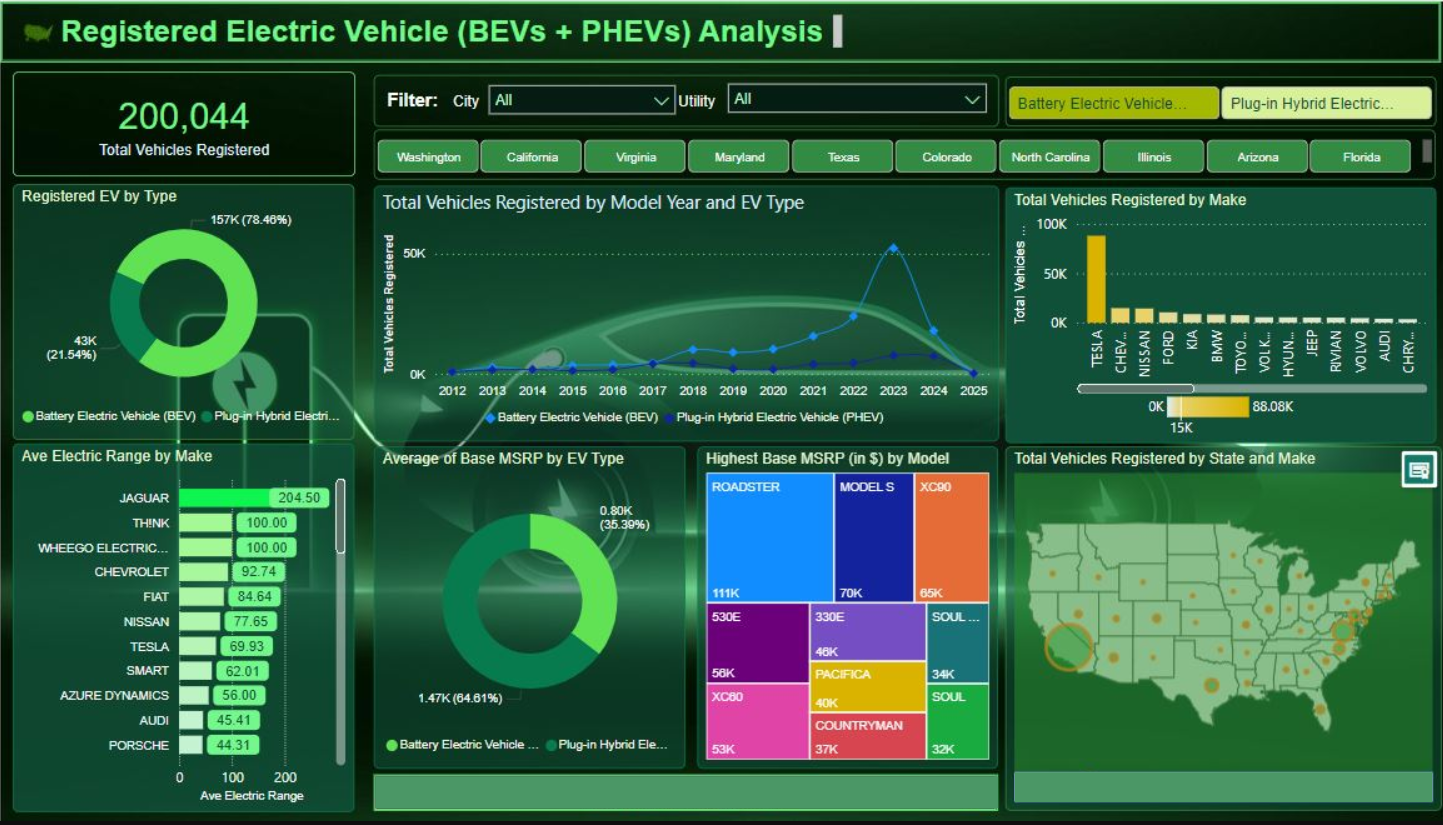 Registered Electric Vehicle (BEVs + PHEVs) Analysis
200,044
Total Vehicles Registered
Filter: City All Utility All
Battery Electric Vehicle...
Plug-in Hybrid Electric...
Washington
California
Virginia
Maryland
Texas
Colorado
North Carolina
Illinois
Arizona
Florida
Registered EV by Type
157K (78.46%)
43K
(21.54%)
Battery Electric Vehicle (BEV) Plug-in Hybrid Electri...
Total Vehicles Registered by Model Year and EV Type
Total Vehicles Registered
50K
0K
2012 2013 2014 2015 2016 2017 2018 2019 2020 2021 2022 2023 2024 2025
Battery Electric Vehicle (BEV) Plug-in Hybrid Electric Vehicle (PHEV)
Total Vehicles Registered by Make
Total Vehicles ...
100K
50K
0K
TESLA
CHEV...
NISSAN
FORD
KIA
BMW
TOYO...
VOLK...
HYUN...
JEEP
RIVIAN
VOLVO
AUDI
CHRY...
0K 88.08K
15K
Ave Electric Range by Make
JAGUAR 204.50
TH!NK 100.00
WHEEGO ELECTRIC... 100.00
CHEVROLET 92.74
FIAT 84.64
NISSAN 77.65
TESLA 69.93
SMART 62.01
AZURE DYNAMICS 56.00
AUDI 45.41
PORSCHE 44.31
0 100 200
Ave Electric Range
Average of Base MSRP by EV Type
0.80K
(35.39%)
1.47K (64.61%)
Battery Electric Vehicle ... Plug-in Hybrid Ele...
Highest Base MSRP (in $) by Model
ROADSTER
111K
MODEL S
70K
XC90
65K
530E
56K
XC60
53K
330E
46K
PACIFICA
40K
COUNTRYMAN
37K
SOUL ...
34K
SOUL
32K
Total Vehicles Registered by State and Make